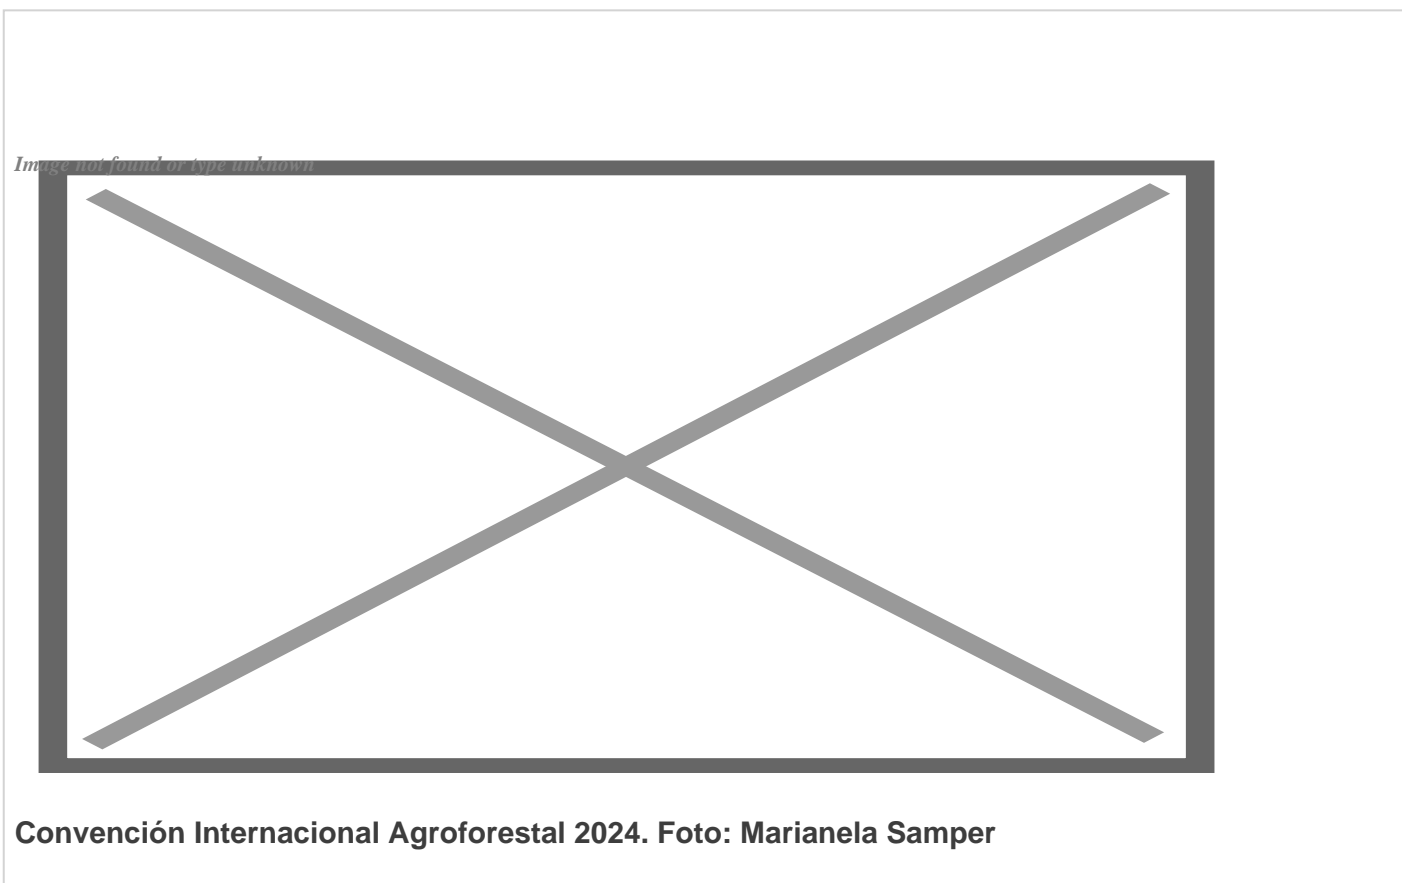 Image not found or type unknown
Convención Internacional Agroforestal 2024. Foto: Marianela Samper